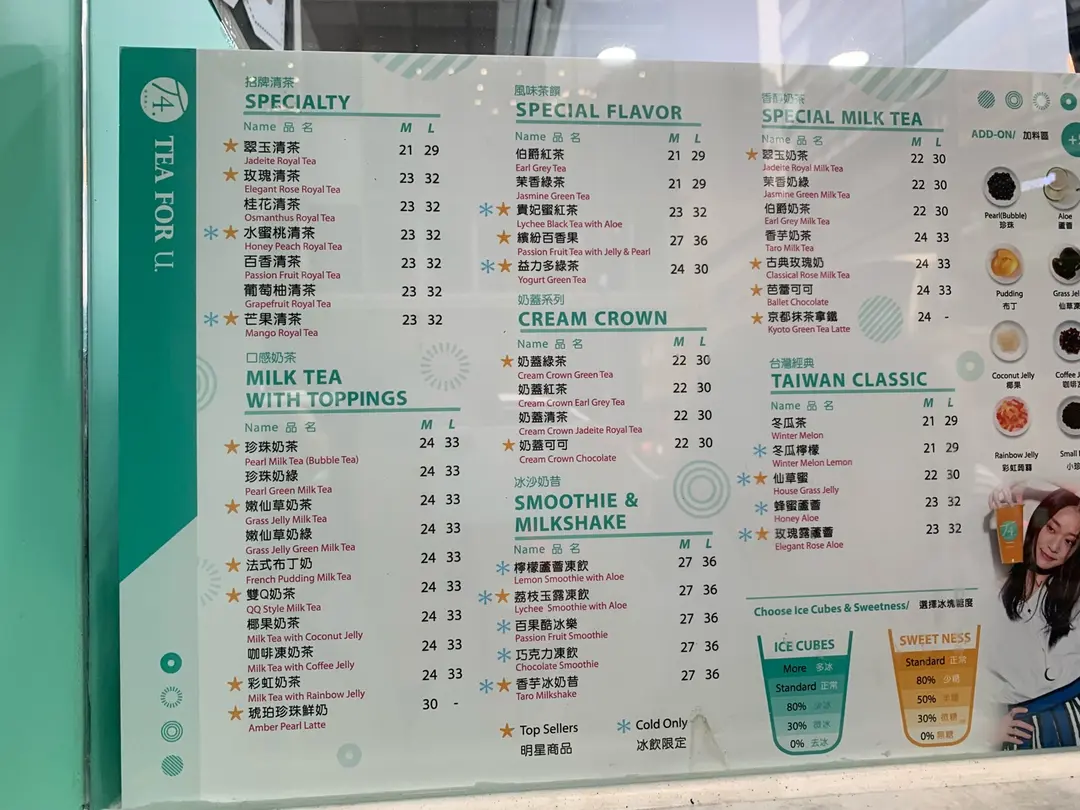 74.
TEA FOR U.
招牌清茶
SPECIALTY
Name 品 名 M L
翠玉清茶 21 29
Jadeite Royal Tea
玫瑰清茶 23 32
Elegant Rose Royal Tea
桂花清茶 23 32
Osmanthus Royal Tea
水蜜桃清茶 23 32
Honey Peach Royal Tea
百香清茶 23 32
Passion Fruit Royal Tea
葡萄柚清茶 23 32
Grapefruit Royal Tea
芒果清茶 23 32
Mango Royal Tea
口感奶茶
MILK TEA
WITH TOPPINGS
Name 品 名 M L
珍珠奶茶 24 33
Pearl Milk Tea (Bubble Tea)
珍珠奶綠 24 33
Pearl Green Milk Tea
嫩仙草奶茶 24 33
Grass Jelly Milk Tea
嫩仙草奶綠 24 33
Grass Jelly Green Milk Tea
法式布丁奶 24 33
French Pudding Milk Tea
雙Q奶茶 24 33
QQ Style Milk Tea
椰果奶茶 24 33
Milk Tea with Coconut Jelly
咖啡凍奶茶 24 33
Milk Tea with Coffee Jelly
彩虹奶茶 24 33
Milk Tea with Rainbow Jelly
琥珀珍珠鮮奶 30 -
Amber Pearl Latte
風味茶饌
SPECIAL FLAVOR
Name 品 名 M L
伯爵紅茶 21 29
Earl Grey Tea
茉香綠茶 21 29
Jasmine Green Tea
貴妃蜜紅茶 23 32
Lychee Black Tea with Aloe
繽紛百香果 27 36
Passion Fruit Tea with Jelly & Pearl
益力多綠茶 24 30
Yogurt Green Tea
奶蓋系列
CREAM CROWN
Name 品 名 M L
奶蓋綠茶 22 30
Cream Crown Green Tea
奶蓋紅茶 22 30
Cream Crown Earl Grey Tea
奶蓋清茶 22 30
Cream Crown Jadeite Royal Tea
奶蓋可可 22 30
Cream Crown Chocolate
冰沙奶昔
SMOOTHIE &
MILKSHAKE
Name 品 名 M L
檸檬蘆薈凍飲 27 36
Lemon Smoothie with Aloe
荔枝玉露凍飲 27 36
Lychee Smoothie with Aloe
百果酷冰樂 27 36
Passion Fruit Smoothie
巧克力凍飲 27 36
Chocolate Smoothie
香芋冰奶昔 27 36
Taro Milkshake
Top Sellers
明星商品
Cold Only
冰飲限定
香醇奶茶
SPECIAL MILK TEA
Name 品 名 M L
翠玉奶茶 22 30
Jadeite Royal Milk Tea
茉香奶綠 22 30
Jasmine Green Milk Tea
伯爵奶茶 22 30
Earl Grey Milk Tea
香芋奶茶 24 33
Taro Milk Tea
古典玫瑰奶 24 33
Classical Rose Milk Tea
芭蕾可可 24 33
Ballet Chocolate
京都抹茶拿鐵 24 -
Kyoto Green Tea Latte
台灣經典
TAIWAN CLASSIC
Name 品 名 M L
冬瓜茶 21 29
Winter Melon
冬瓜檸檬 21 29
Winter Melon Lemon
仙草蜜 22 30
House Grass Jelly
蜂蜜蘆薈 23 32
Honey Aloe
玫瑰露蘆薈 23 32
Elegant Rose Aloe
Choose Ice Cubes & Sweetness/ 選擇冰塊甜度
ICE CUBES
More 多冰
Standard 正常
80% 少冰
30% 微冰
0% 去冰
SWEET NESS
Standard 正常
80% 少糖
50% 半糖
30% 微糖
0% 無糖
ADD-ON/ 加料區
Pearl(Bubble)
珍珠
Aloe
蘆薈
Pudding
布丁
Grass Jel
仙草凍
Coconut Jelly
椰果
Coffee J
Rainbow Jelly
彩虹蒟蒻
Small
小珍
74.